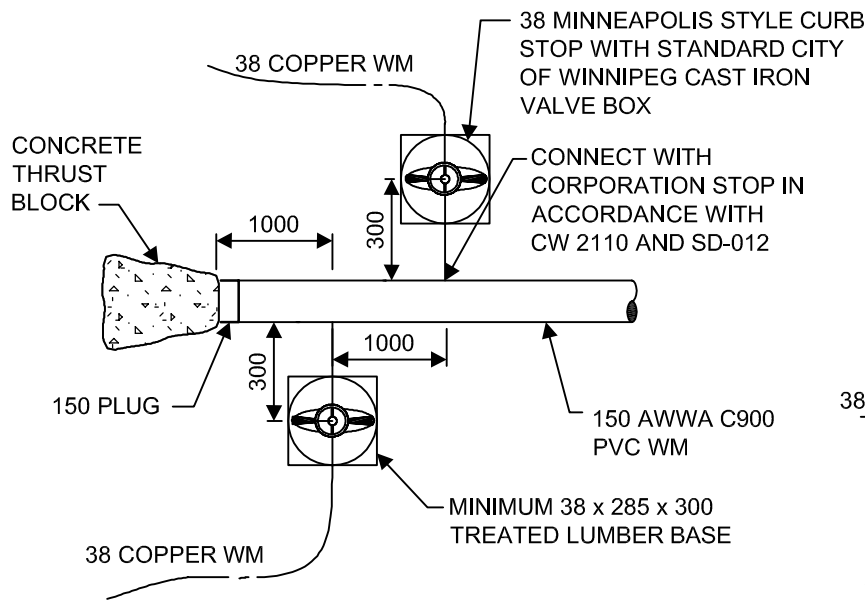 38 MINNEAPOLIS STYLE CURB
STOP WITH STANDARD CITY
OF WINNIPEG CAST IRON
VALVE BOX
38 COPPER WM
CONCRETE
THRUST
BLOCK
CONNECT WITH
CORPORATION STOP IN
ACCORDANCE WITH
CW 2110 AND SD-012
1000
300
1000
300
150 PLUG
150 AWWA C900
PVC WM
38
MINIMUM 38 x 285 x 300
TREATED LUMBER BASE
38 COPPER WM